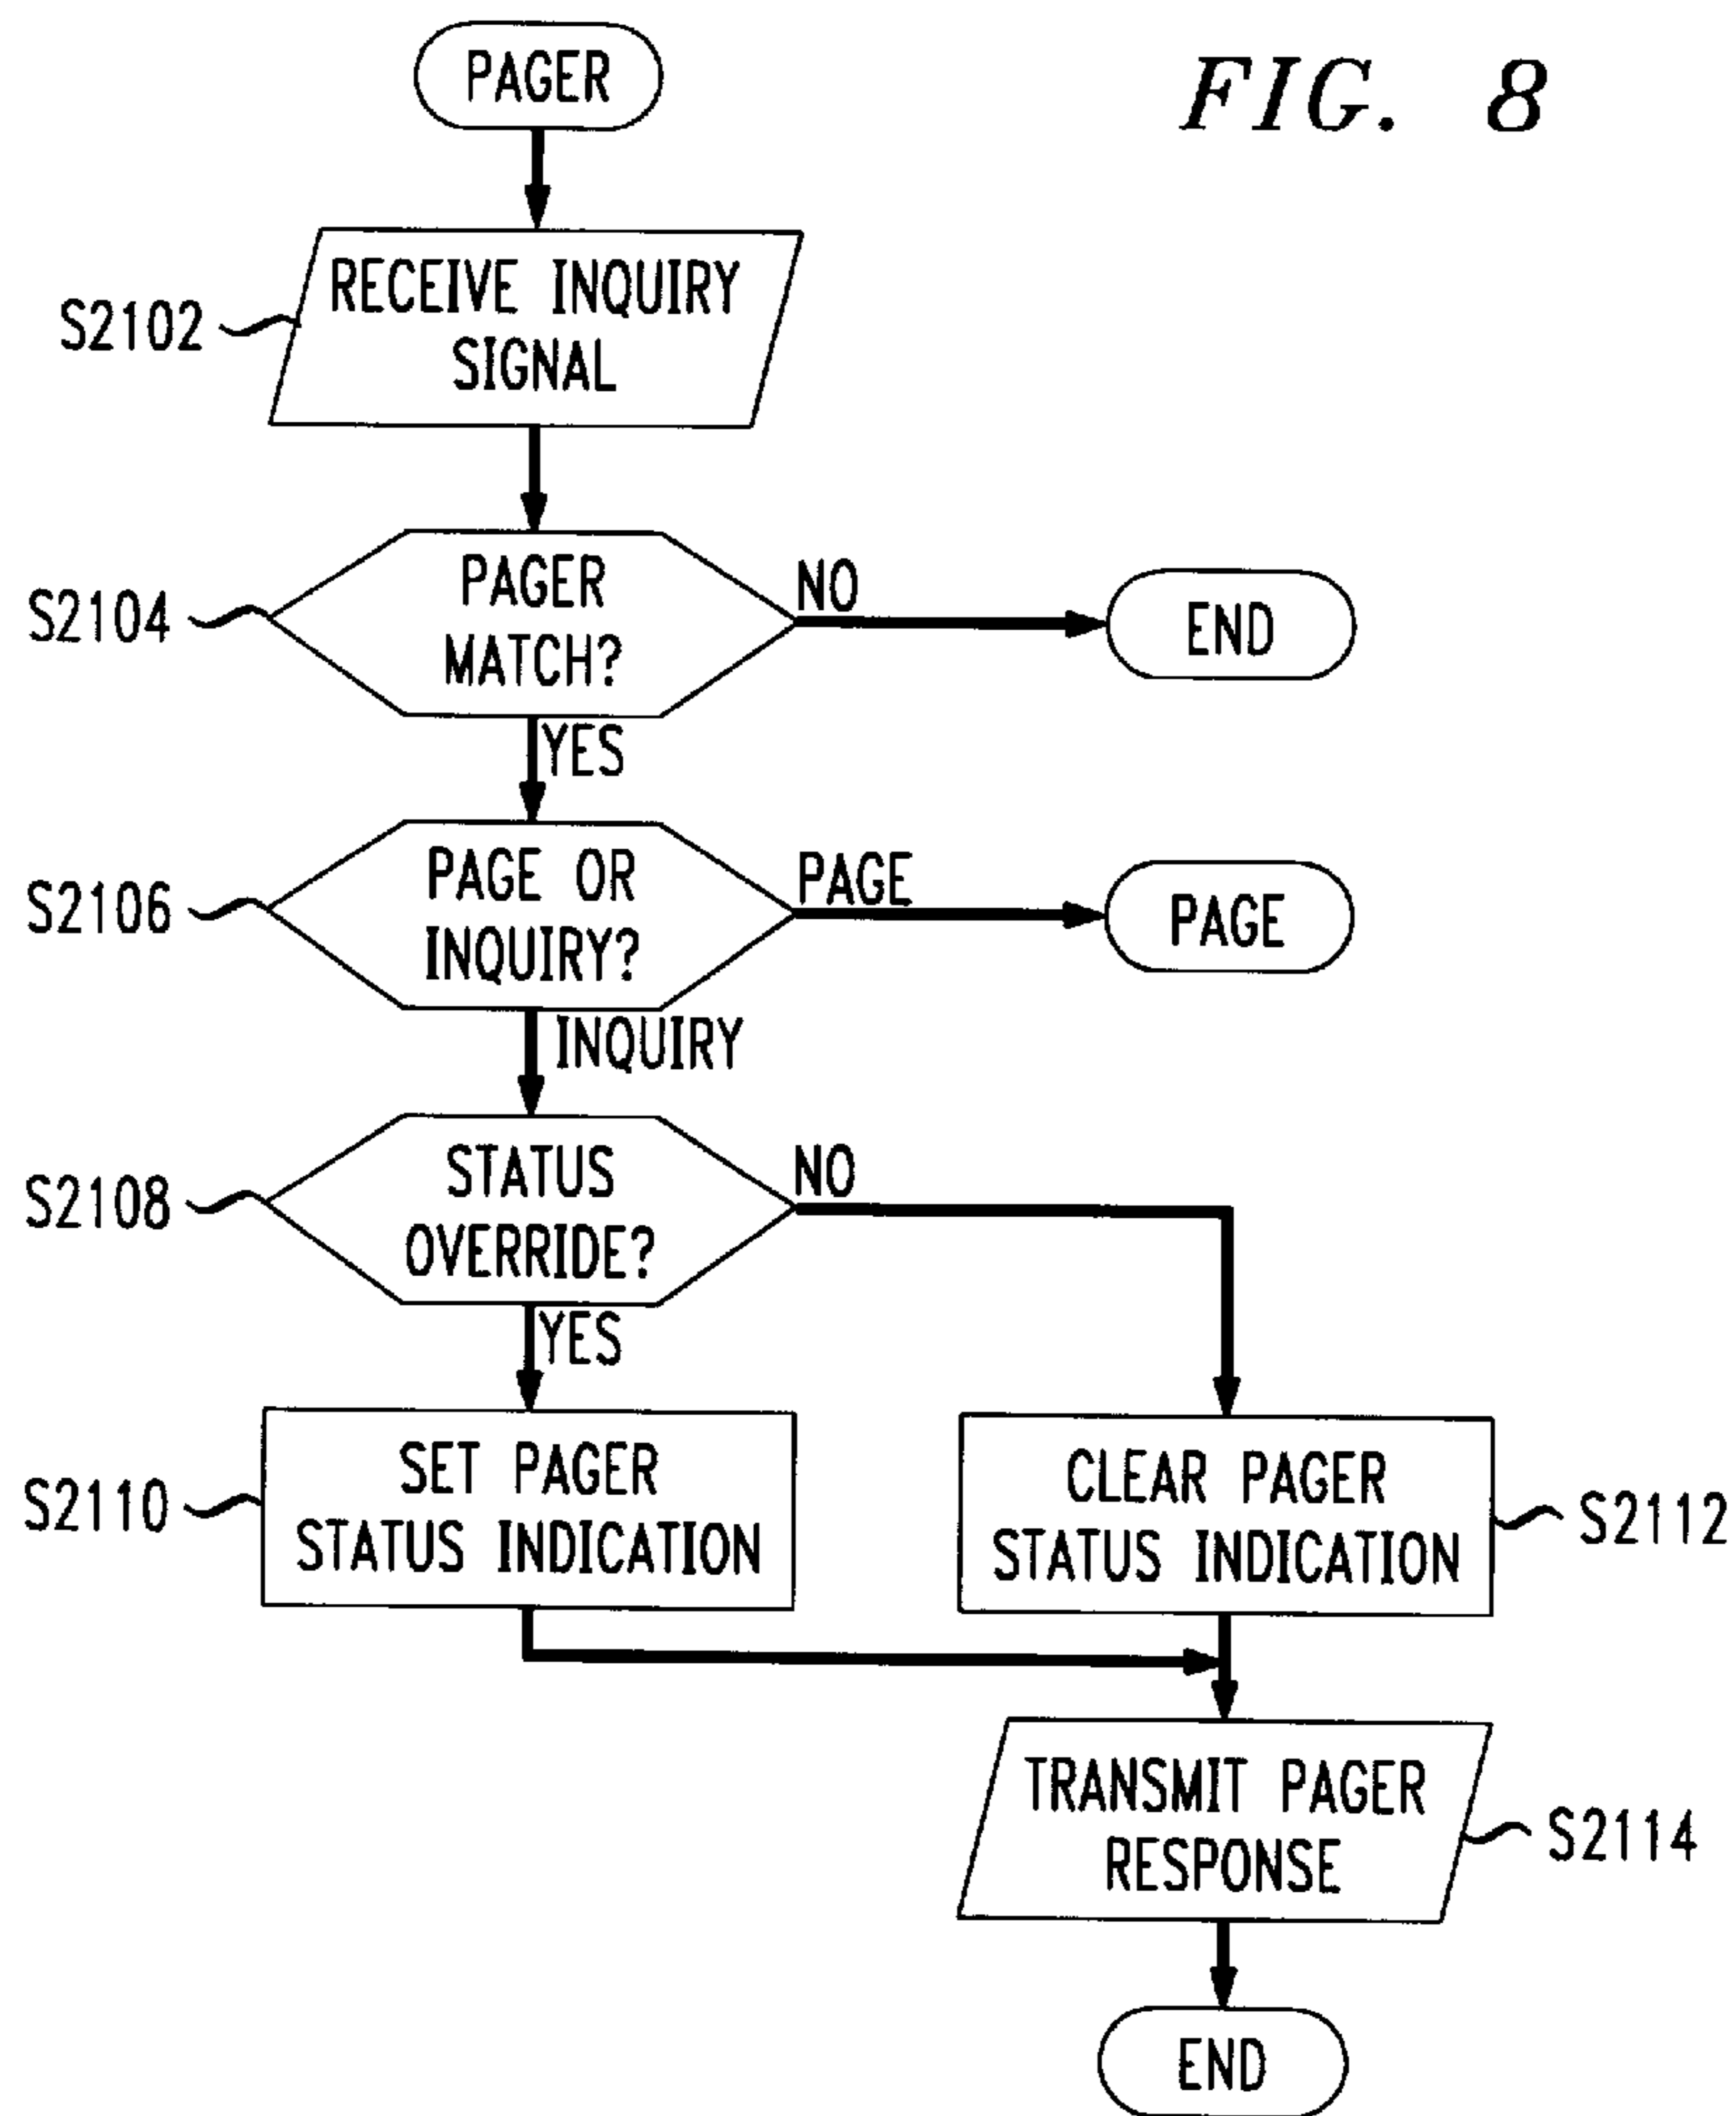 FIG. 8
PAGER
RECEIVE INQUIRY
SIGNAL
S2102
PAGER
MATCH?
S2104
NO
END
YES
PAGE OR
INQUIRY?
S2106
PAGE
PAGE
INQUIRY
STATUS
OVERRIDE?
S2108
NO
YES
SET PAGER
STATUS INDICATION
S2110
CLEAR PAGER
STATUS INDICATION
S2112
TRANSMIT PAGER
RESPONSE
S2114
END